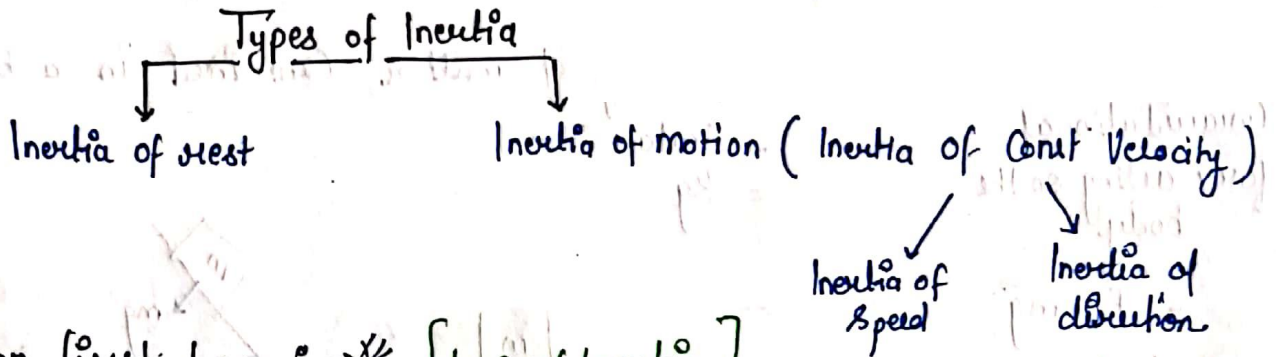 Types of Inertia
Inertia of rest
Inertia of motion ( Inertia of Const Velocity )
Inertia of speed
Inertia of direction